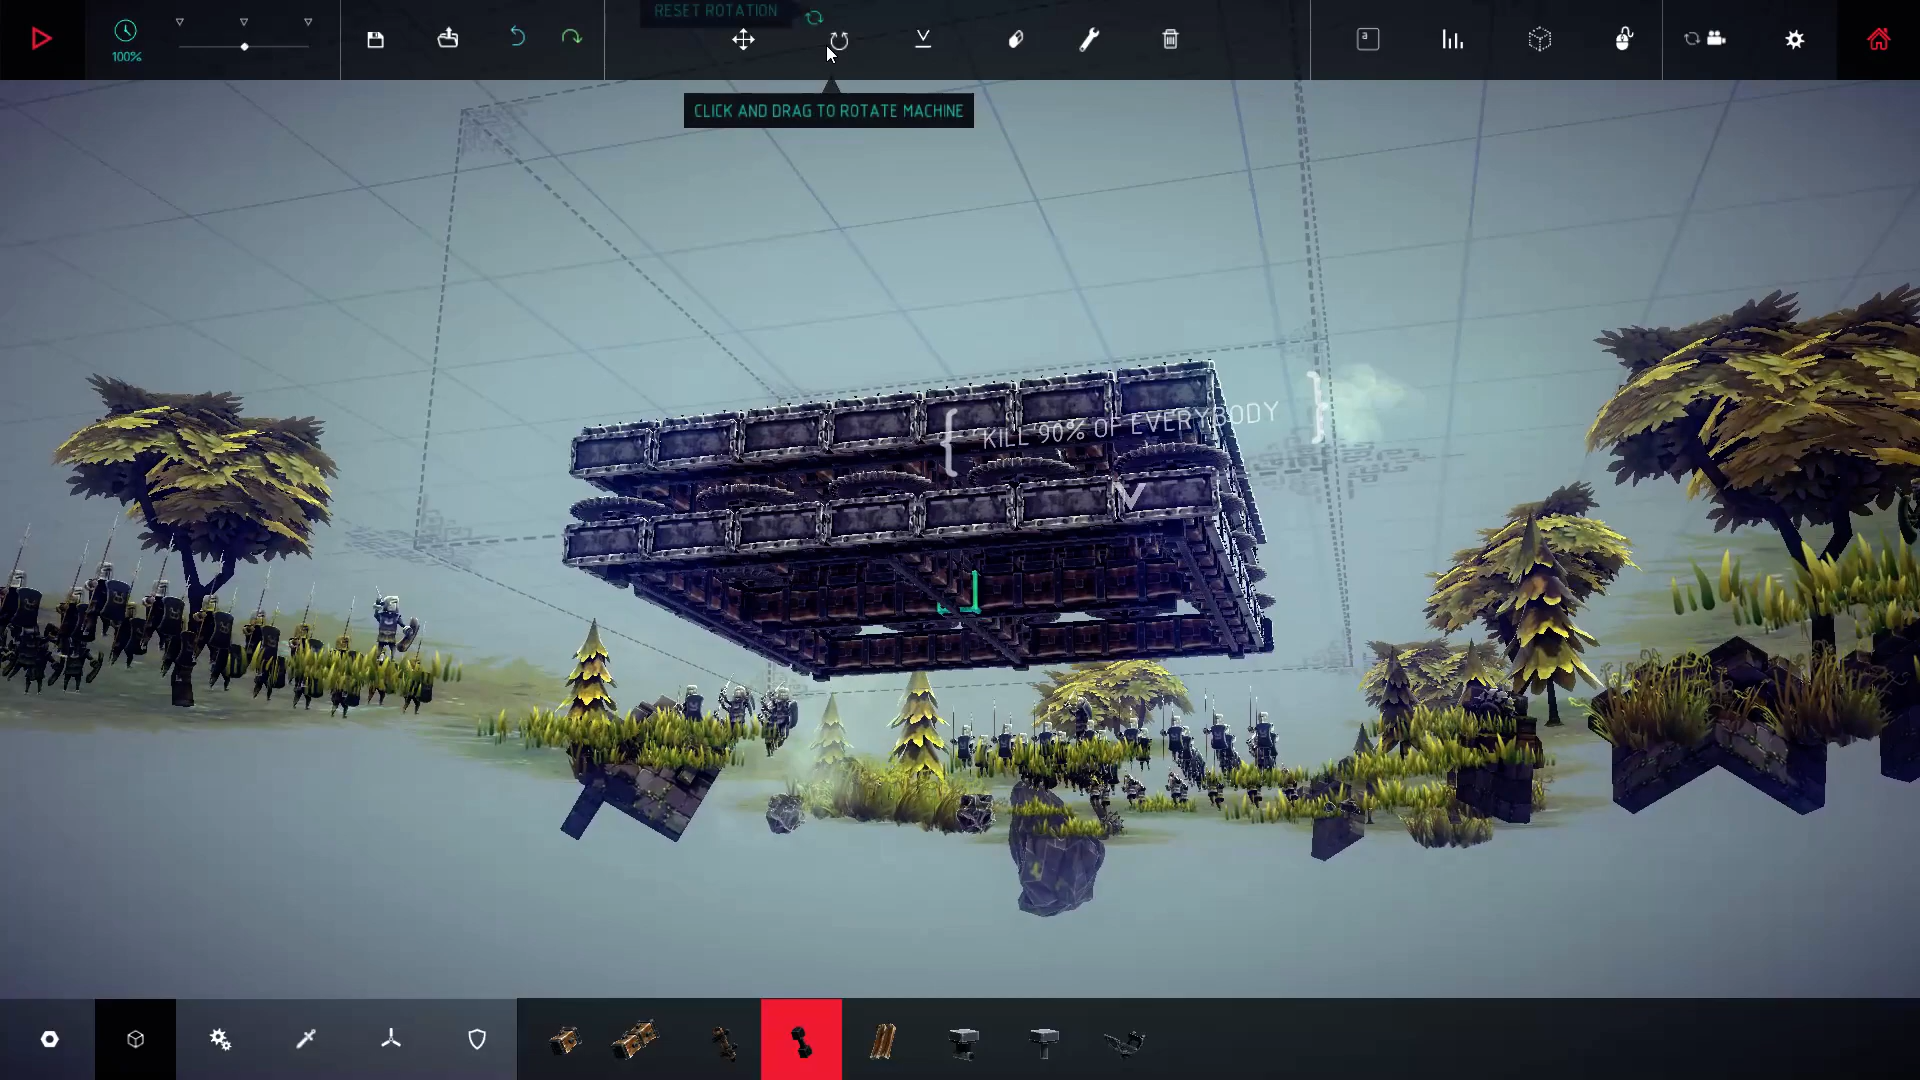 RESET ROTATION
100%
a
CLICK AND DRAG TO ROTATE MACHINE
KILL 90% OF EVERYBODY